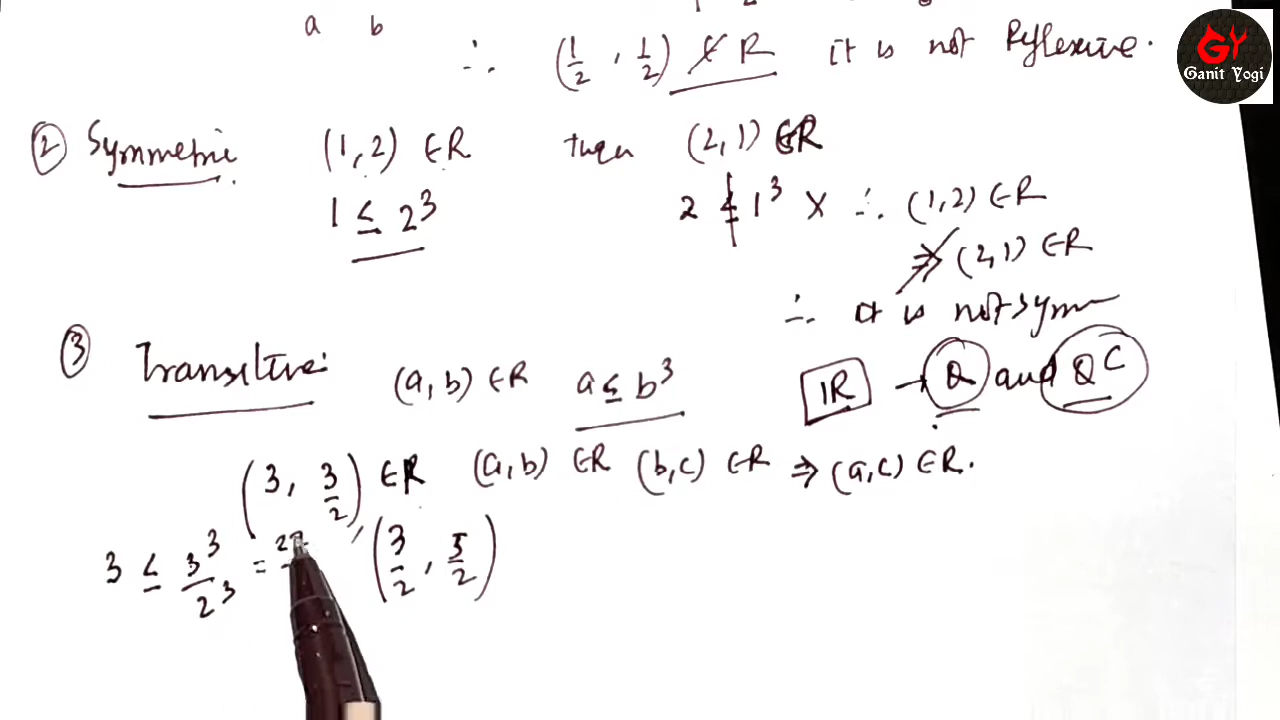 a b
∴ (1/2, 1/2) ∉ R it is not Reflexive.
GY
Ganit Yogi
② Symmetric (1, 2) ∈ R then (2, 1) ∈ R
1 ≤ 2³ 2 ≰ 1³ X ∴ (1, 2) ∈ R
⇏ (2, 1) ∈ R
∴ it is not sym
③ Transitive: (a, b) ∈ R a ≤ b³ IR → Q and Q^C
(3, 3/2) ∈ R (a, b) ∈ R (b, c) ∈ R ⇒ (a, c) ∈ R.
3 ≤ 3³/2³ = 27 , (3/2, 5/2)